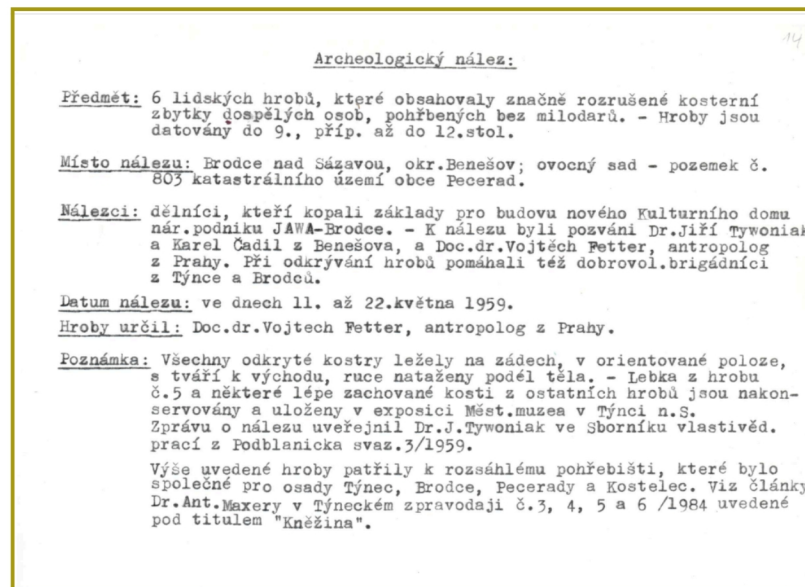 14
Archeologický nález:
Předmět: 6 lidských hrobů, které obsahovaly značně rozrušené kosterní
zbytky dospělých osob, pohřbených bez milodarů. - Hroby jsou
datovány do 9., příp. až do 12.stol.
Místo nálezu: Brodce nad Sázavou, okr.Benešov; ovocný sad - pozemek č.
803 katastrálního území obce Pecerad.
Nálezci: dělníci, kteří kopali základy pro budovu nového Kulturního domu
nár.podniku JAWA-Brodce. - K nálezu byli pozváni Dr.Jiří Tywoniak
a Karel Čadil z Benešova, a Doc.dr.Vojtěch Fetter, antropolog
z Prahy. Při odkrývání hrobů pomáhali též dobrovol.brigádníci
z Týnce a Brodců.
Datum nálezu: ve dnech 11. až 22.května 1959.
Hroby určil: Doc.dr.Vojtech Fetter, antropolog z Prahy.
Poznámka: Všechny odkryté kostry ležely na zádech, v orientované poloze,
s tváří k východu, ruce nataženy podél těla. - Lebka z hrobu
č.5 a některé lépe zachované kosti z ostatních hrobů jsou nakon-
servovány a uloženy v exposici Měst.muzea v Týnci n.S.
Zprávu o nálezu uveřejnil Dr.J.Tywoniak ve Sborníku vlastivěd.
prací z Podblanicka svaz.3/1959.
Výše uvedené hroby patřily k rozsáhlému pohřebišti, které bylo
společné pro osady Týnec, Brodce, Pecerady a Kostelec. Viz články
Dr.Ant.Maxery v Týneckém zpravodaji č.3, 4, 5 a 6 /1984 uvedené
pod titulem "Kněžina".